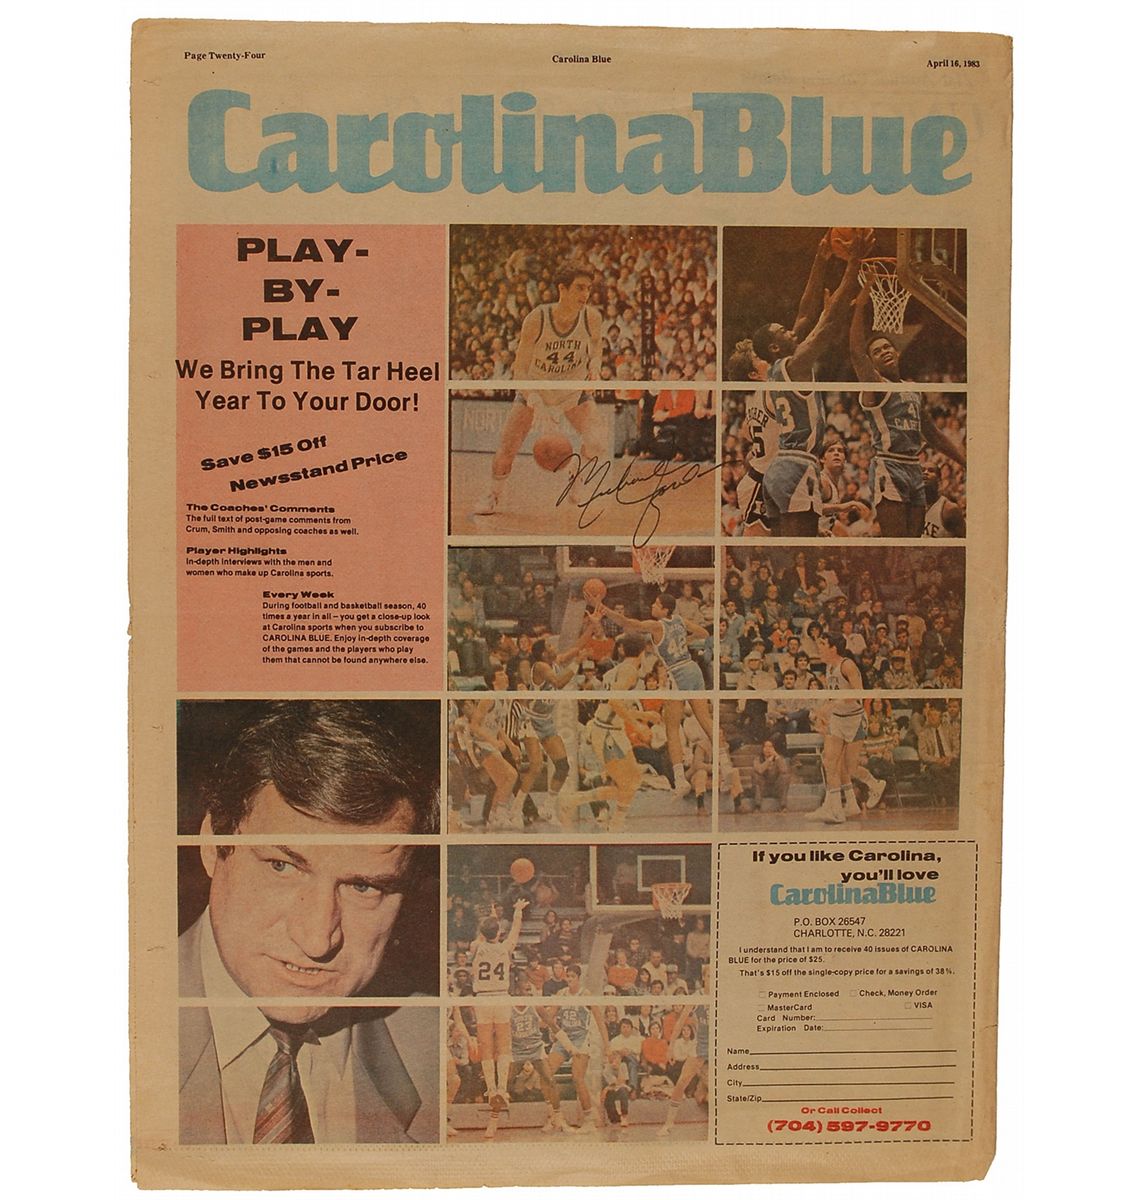 Page Twenty-Four
Carolina Blue
April 16, 1983
CarolinaBlue
PLAY-
BY-
PLAY
We Bring The Tar Heel
Year To Your Door!
Save $15 Off
Newsstand Price
The Coaches' Comments
The full text of post-game comments from
Crum, Smith and opposing coaches as well.
Player Highlights
In-depth interviews with the men and
women who make up Carolina sports.
Every Week
During football and basketball season, 40
times a year in all – you get a close-up look
at Carolina sports when you subscribe to
CAROLINA BLUE. Enjoy in-depth coverage
of the games and the players who play
them that cannot be found anywhere else.
NORTH
44
CAROLINA
Michael Jordan
24
23
32
If you like Carolina,
you'll love
CarolinaBlue
P.O. BOX 26547
CHARLOTTE, N.C. 28221
I understand that I am to receive 40 issues of CAROLINA
BLUE for the price of $25.
That's $15 off the single-copy price for a savings of 38%.
Payment Enclosed Check, Money Order
MasterCard VISA
Card Number:
Expiration Date:
Name
Address
City
State/Zip
Or Call Collect
(704) 597-9770